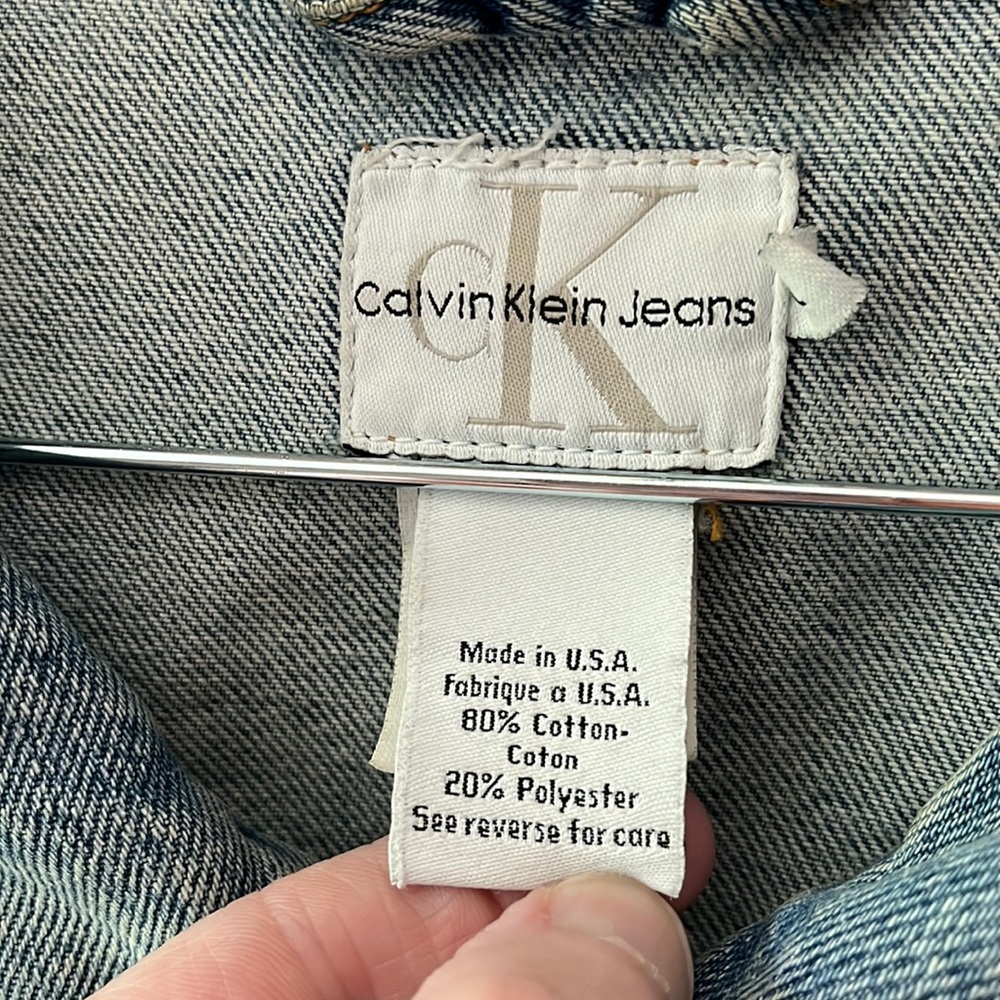 CK
Calvin Klein Jeans
Made in U.S.A.
Fabrique a U.S.A.
80% Cotton-
Coton
20% Polyester
See reverse for care